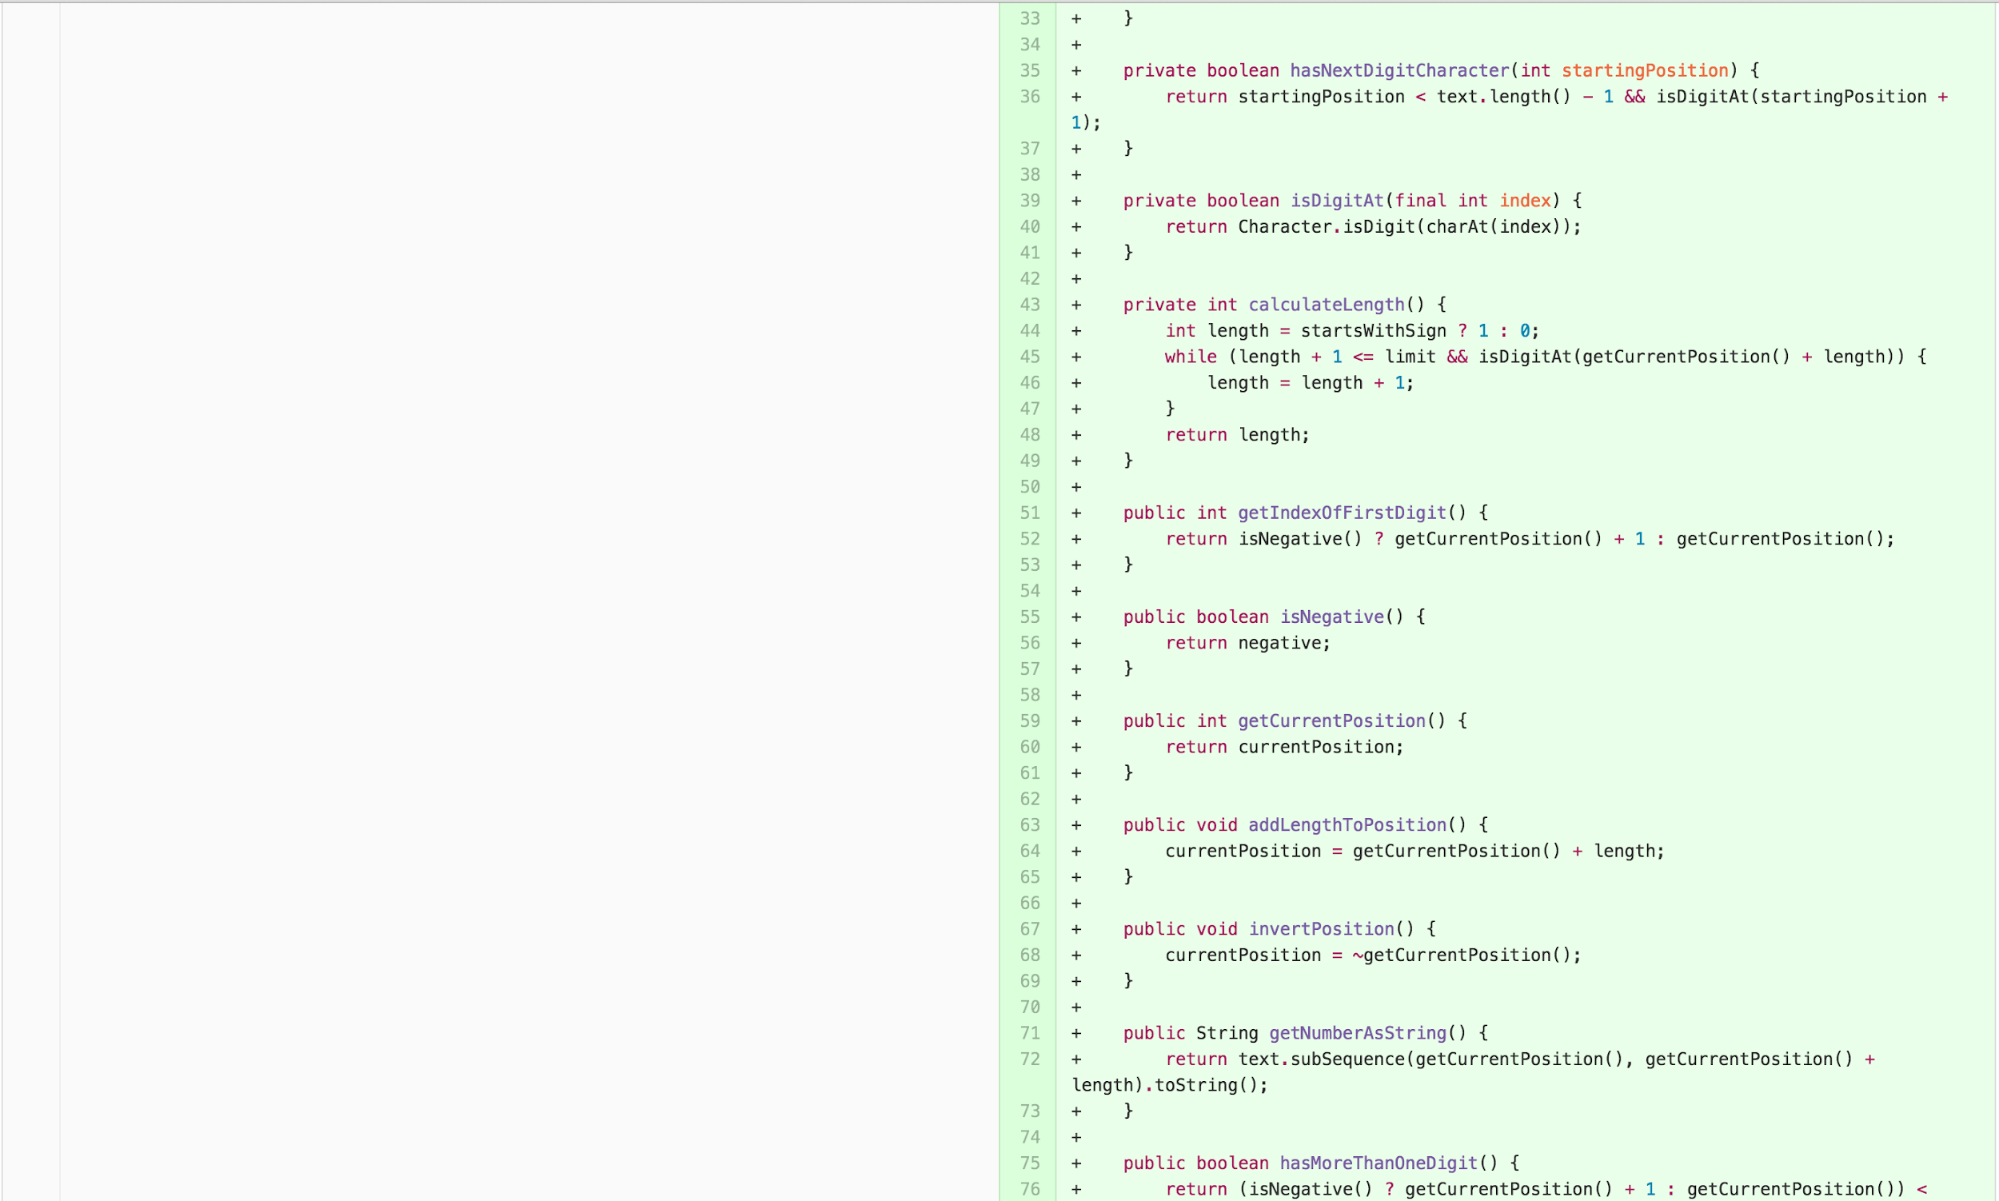 33 + }
34 +
35 + private boolean hasNextDigitCharacter(int startingPosition) {
36 + return startingPosition < text.length() - 1 && isDigitAt(startingPosition +
1);
37 + }
38 +
39 + private boolean isDigitAt(final int index) {
40 + return Character.isDigit(charAt(index));
41 + }
42 +
43 + private int calculateLength() {
44 + int length = startsWithSign ? 1 : 0;
45 + while (length + 1 <= limit && isDigitAt(getCurrentPosition() + length)) {
46 + length = length + 1;
47 + }
48 + return length;
49 + }
50 +
51 + public int getIndexOfFirstDigit() {
52 + return isNegative() ? getCurrentPosition() + 1 : getCurrentPosition();
53 + }
54 +
55 + public boolean isNegative() {
56 + return negative;
57 + }
58 +
59 + public int getCurrentPosition() {
60 + return currentPosition;
61 + }
62 +
63 + public void addLengthToPosition() {
64 + currentPosition = getCurrentPosition() + length;
65 + }
66 +
67 + public void invertPosition() {
68 + currentPosition = ~getCurrentPosition();
69 + }
70 +
71 + public String getNumberAsString() {
72 + return text.subSequence(getCurrentPosition(), getCurrentPosition() +
length).toString();
73 + }
74 +
75 + public boolean hasMoreThanOneDigit() {
76 + return (isNegative() ? getCurrentPosition() + 1 : getCurrentPosition()) <